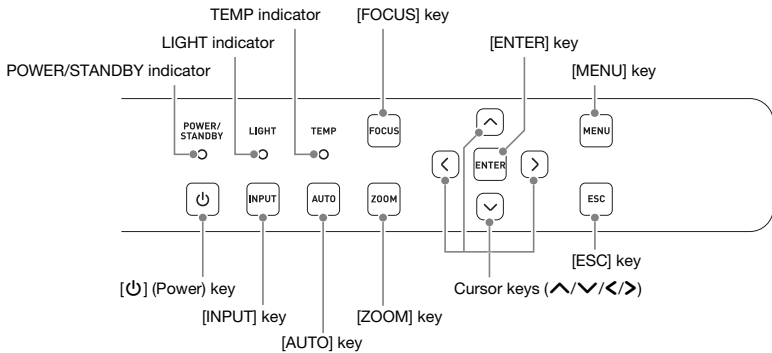 TEMP indicator
[FOCUS] key
LIGHT indicator
[ENTER] key
POWER/STANDBY indicator
[MENU] key
POWER/
STANDBY
LIGHT
TEMP
FOCUS
MENU
ENTER
INPUT
AUTO
ZOOM
ESC
[⏻] (Power) key
[INPUT] key
[AUTO] key
[ZOOM] key
Cursor keys (∧/∨/</>)
[ESC] key